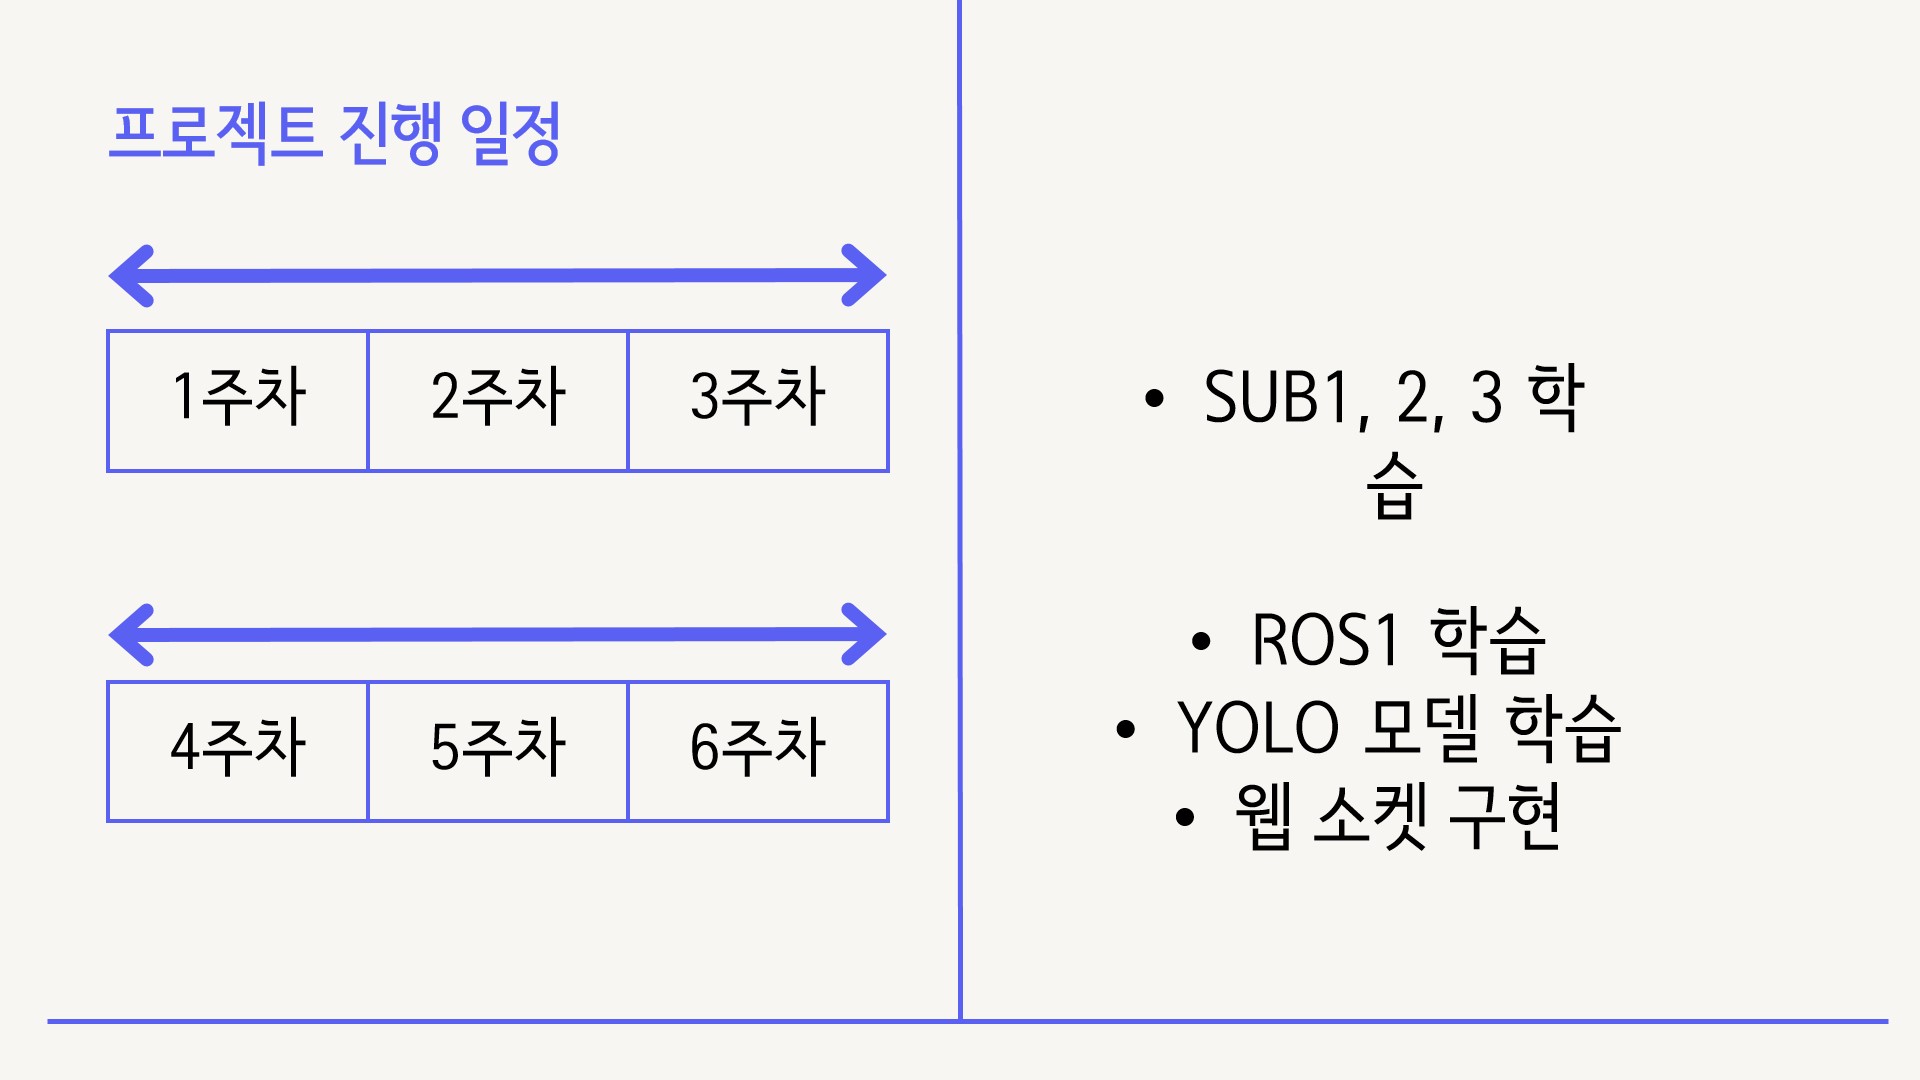 프로젝트 진행 일정
1주차 2주차 3주차
4주차 5주차 6주차
• SUB1, 2, 3 학
습
• ROS1 학습
• YOLO 모델 학습
• 웹 소켓 구현